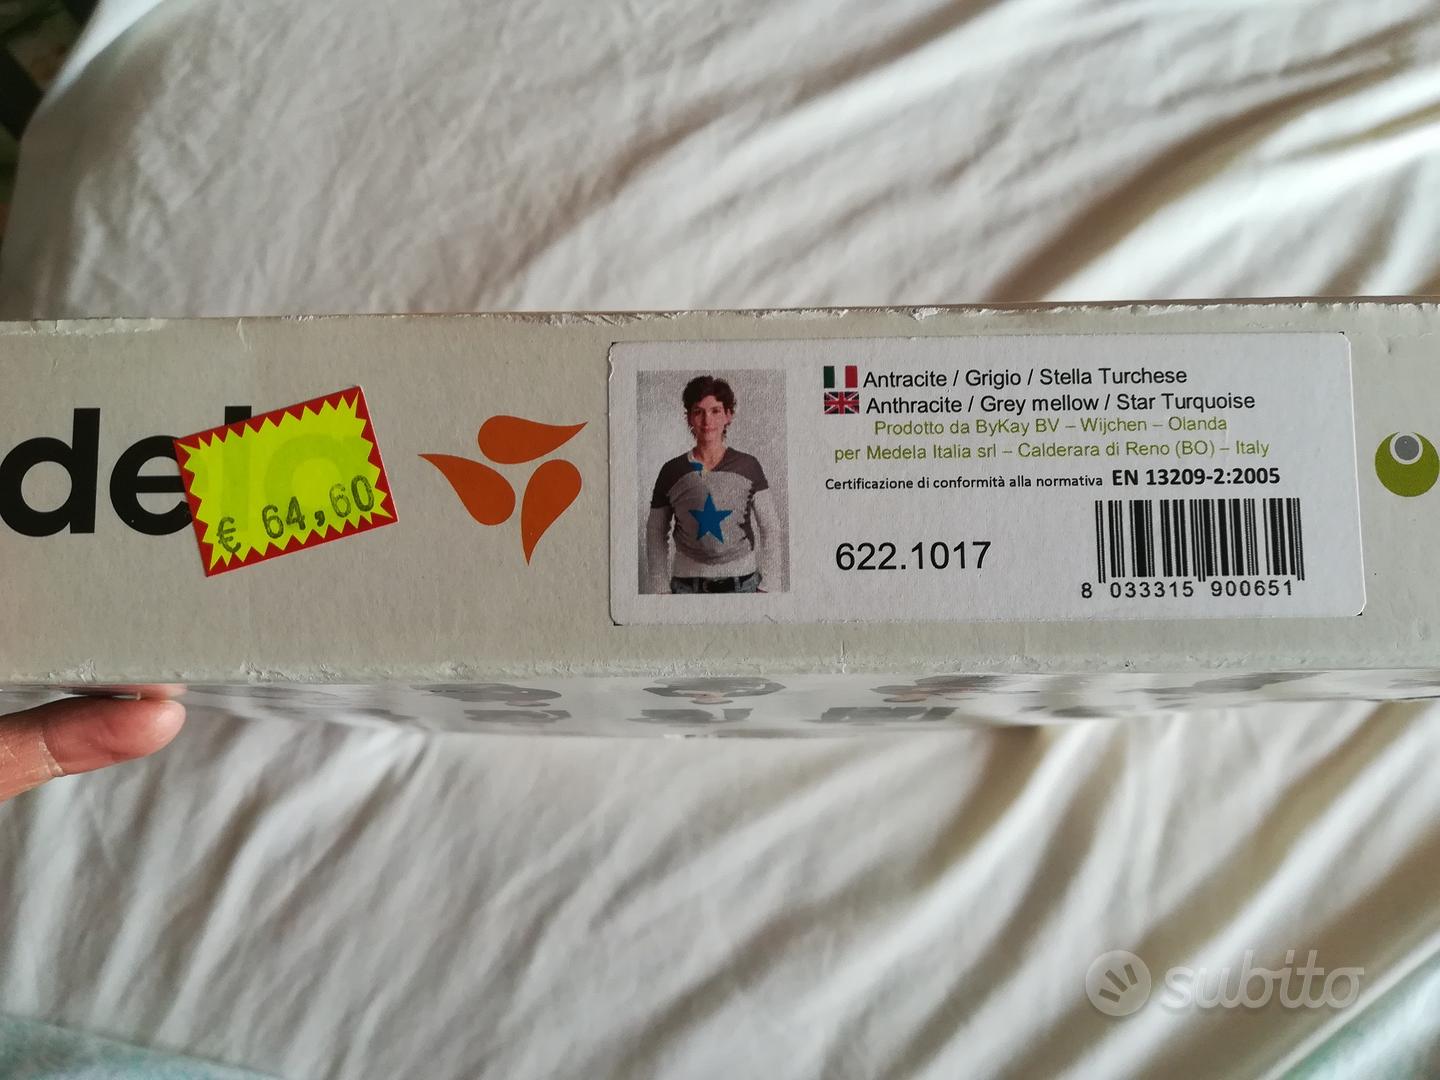 de
€ 64,60
Antracite / Grigio / Stella Turchese
Anthracite / Grey mellow / Star Turquoise
Prodotto da ByKay BV – Wijchen – Olanda
per Medela Italia srl – Calderara di Reno (BO) – Italy
Certificazione di conformità alla normativa EN 13209-2:2005
622.1017
8 033315 900651
subito